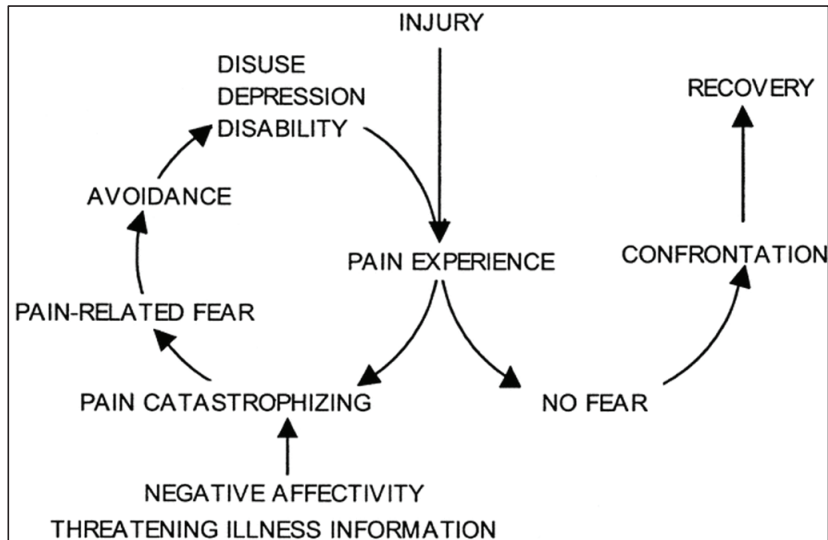 INJURY
DISUSE
DEPRESSION
DISABILITY
RECOVERY
AVOIDANCE
PAIN EXPERIENCE
CONFRONTATION
PAIN-RELATED FEAR
PAIN CATASTROPHIZING
NO FEAR
NEGATIVE AFFECTIVITY
THREATENING ILLNESS INFORMATION